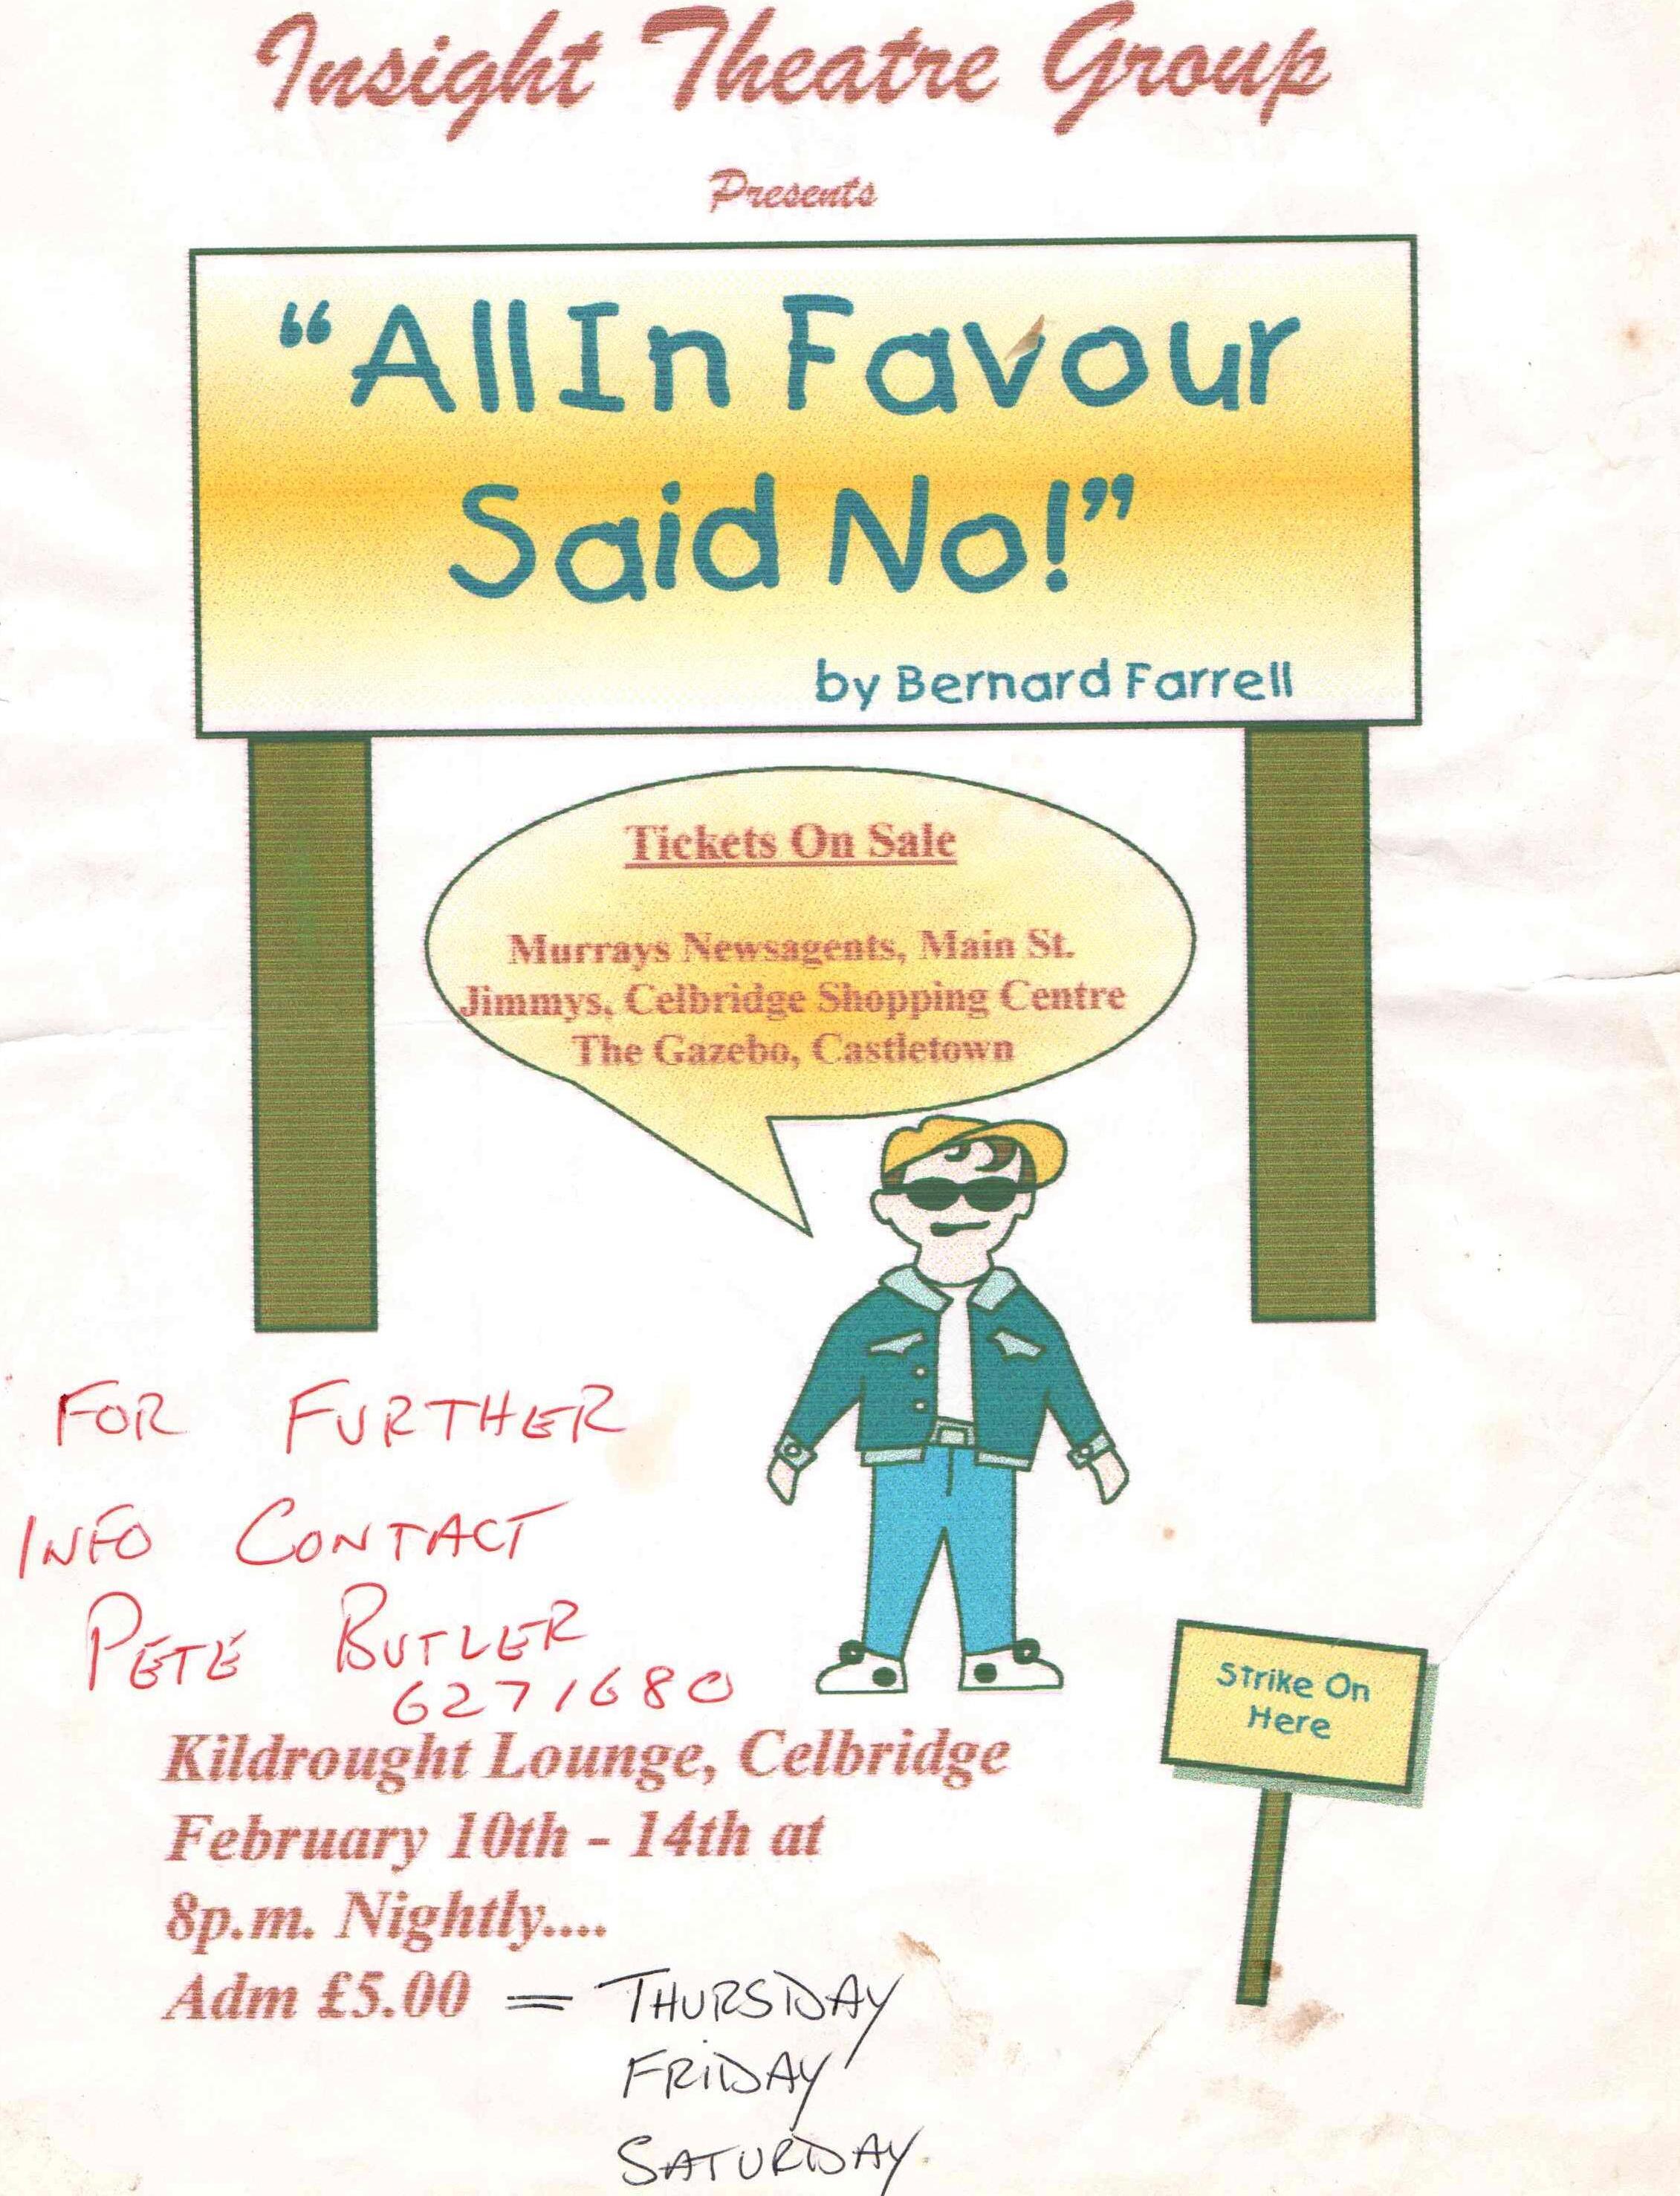 Insight Theatre Group
Presents
“All In Favour
Said No!”
by Bernard Farrell
Tickets On Sale
Murrays Newsagents, Main St.
Jimmys, Celbridge Shopping Centre
The Gazebo, Castletown
FOR FURTHER
INFO CONTACT
PETE BUTLER
6271680
Strike On
Here
Kildrought Lounge, Celbridge
February 10th - 14th at
8p.m. Nightly....
Adm £5.00 = THURSDAY
FRIDAY
SATURDAY.